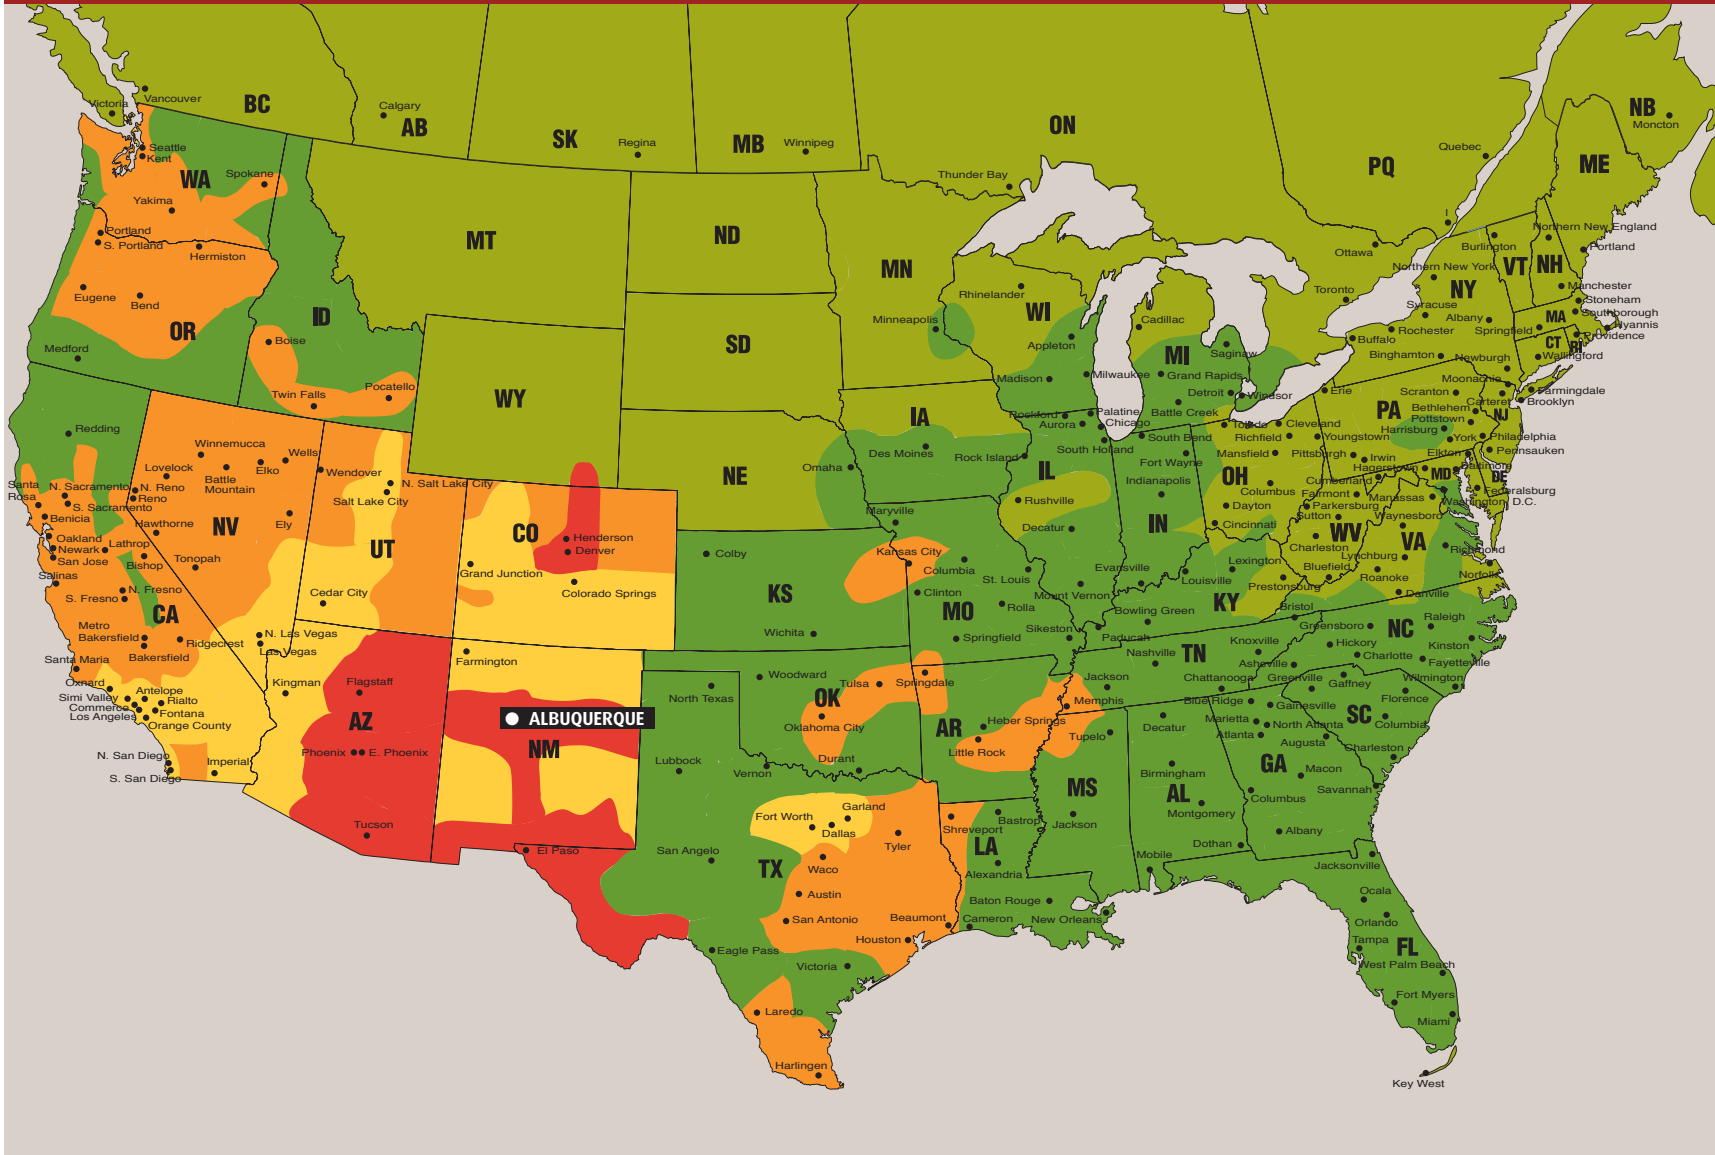 Victoria
Vancouver
BC
Calgary
AB
SK
Regina
MB
Winnipeg
ON
Thunder Bay
PQ
Quebec
NB
Moncton
ME
Ottawa
Toronto
Seattle
Kent
WA
Spokane
Yakima
Portland
S. Portland
Hermiston
Eugene
Bend
OR
Medford
ID
Boise
Twin Falls
Pocatello
MT
ND
MN
SD
WY
NE
Omaha
Minneapolis
Rhinelander
WI
Appleton
Madison
Milwaukee
Cadillac
MI
Saginaw
Grand Rapids
Detroit
Windsor
Battle Creek
Northern New England
Portland
Burlington
VT
NH
Northern New York
NY
Manchester
Stoneham
Southborough
Hyannis
Providence
MA
CT
RI
Wallingford
Syracuse
Albany
Springfield
Rochester
Buffalo
Binghamton
Newburgh
Moonachie
Farmingdale
Brooklyn
Erie
Scranton
Carteret
PA
Bethlehem
Pottstown
NJ
Harrisburg
York
Philadelphia
Pennsauken
Elkton
Baltimore
Pittsburgh
Irwin
Hagerstown
Cumberland
MD
DE
Federalsburg
Washington, D.C.
Manassas
Fairmont
Parkersburg
Sutton
WV
Waynesboro
VA
Charleston
Lynchburg
Richmond
Bluefield
Roanoke
Norfolk
Danville
Toledo
Cleveland
Richfield
Youngstown
Mansfield
OH
Columbus
Dayton
Cincinnati
IA
Des Moines
Rock Island
Rockford
Aurora
Palatine
Chicago
South Holland
South Bend
Fort Wayne
IL
Indianapolis
IN
Rushville
Decatur
Evansville
Mount Vernon
Louisville
Lexington
Prestonsburg
KY
Bowling Green
Bristol
Paducah
Redding
Santa
Rosa
N. Sacramento
S. Sacramento
Benicia
Oakland
Newark
San Jose
Lathrop
Salinas
S. Fresno
N. Fresno
Bishop
CA
Metro
Bakersfield
Bakersfield
Ridgecrest
Santa Maria
Oxnard
Simi Valley
Antelope
Rialto
Commerce
Fontana
Los Angeles
Orange County
N. San Diego
S. San Diego
Imperial
Winnemucca
Wells
Lovelock
Elko
Battle
Mountain
N. Reno
Reno
Hawthorne
NV
Ely
Tonopah
N. Las Vegas
Las Vegas
Wendover
N. Salt Lake City
Salt Lake City
UT
Cedar City
CO
Henderson
Denver
Grand Junction
Colorado Springs
Kingman
Flagstaff
AZ
Phoenix
E. Phoenix
Tucson
Farmington
ALBUQUERQUE
NM
El Paso
Colby
KS
Wichita
Maryville
Kansas City
Columbia
St. Louis
Clinton
MO
Rolla
Springfield
Sikeston
Woodward
OK
Tulsa
Oklahoma City
Durant
Springdale
AR
Heber Springs
Little Rock
North Texas
Lubbock
Vernon
Fort Worth
Garland
Dallas
Tyler
San Angelo
TX
Waco
Austin
San Antonio
Beaumont
Houston
Eagle Pass
Victoria
Laredo
Harlingen
Shreveport
Bastrop
LA
Alexandria
Baton Rouge
Cameron
New Orleans
TN
Nashville
Knoxville
Jackson
Memphis
Chattanooga
Tupelo
MS
Jackson
Decatur
Birmingham
AL
Montgomery
Dothan
Mobile
Blue Ridge
Gainesville
Marietta
North Atlanta
Atlanta
GA
Augusta
Macon
Columbus
Savannah
Albany
Greensboro
NC
Raleigh
Hickory
Kinston
Asheville
Charlotte
Fayetteville
Greenville
Gaffney
Wilmington
Florence
SC
Columbia
Charleston
Jacksonville
Ocala
Orlando
Tampa
FL
West Palm Beach
Fort Myers
Miami
Key West